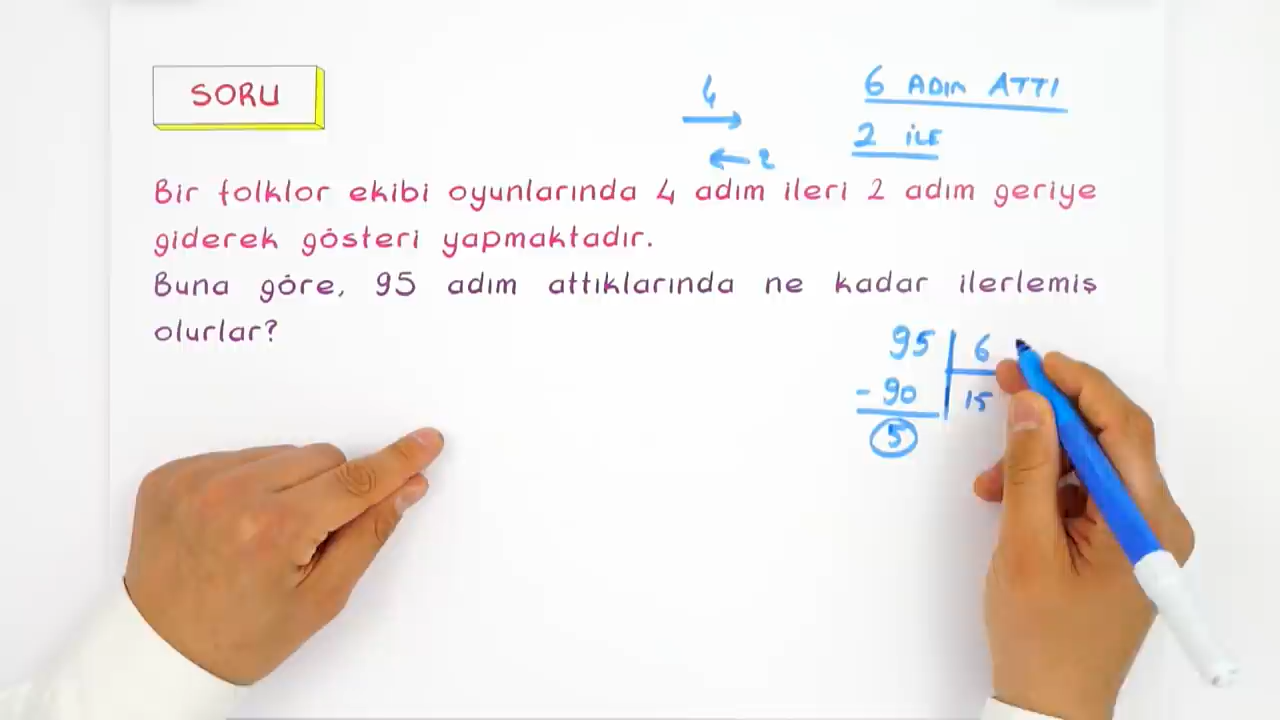 SORU
4
2
6 ADIM ATTI
2 İLE
Bir folklor ekibi oyunlarında 4 adım ileri 2 adım geriye
giderek gösteri yapmaktadır.
Buna göre, 95 adım attıklarında ne kadar ilerlemiş
olurlar?
95 6
- 90 15
5